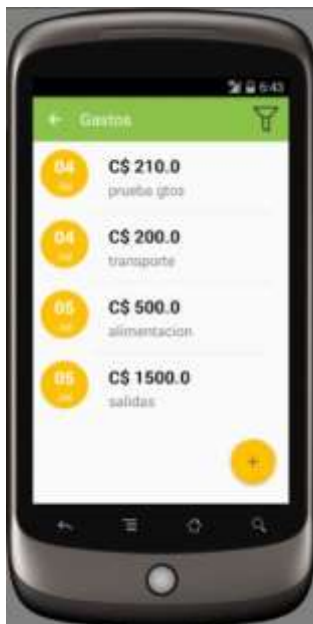 6:43
Gastos
04
C$ 210.0
prueba gtos
04
C$ 200.0
transporte
05
C$ 500.0
alimentacion
05
C$ 1500.0
salidas
+